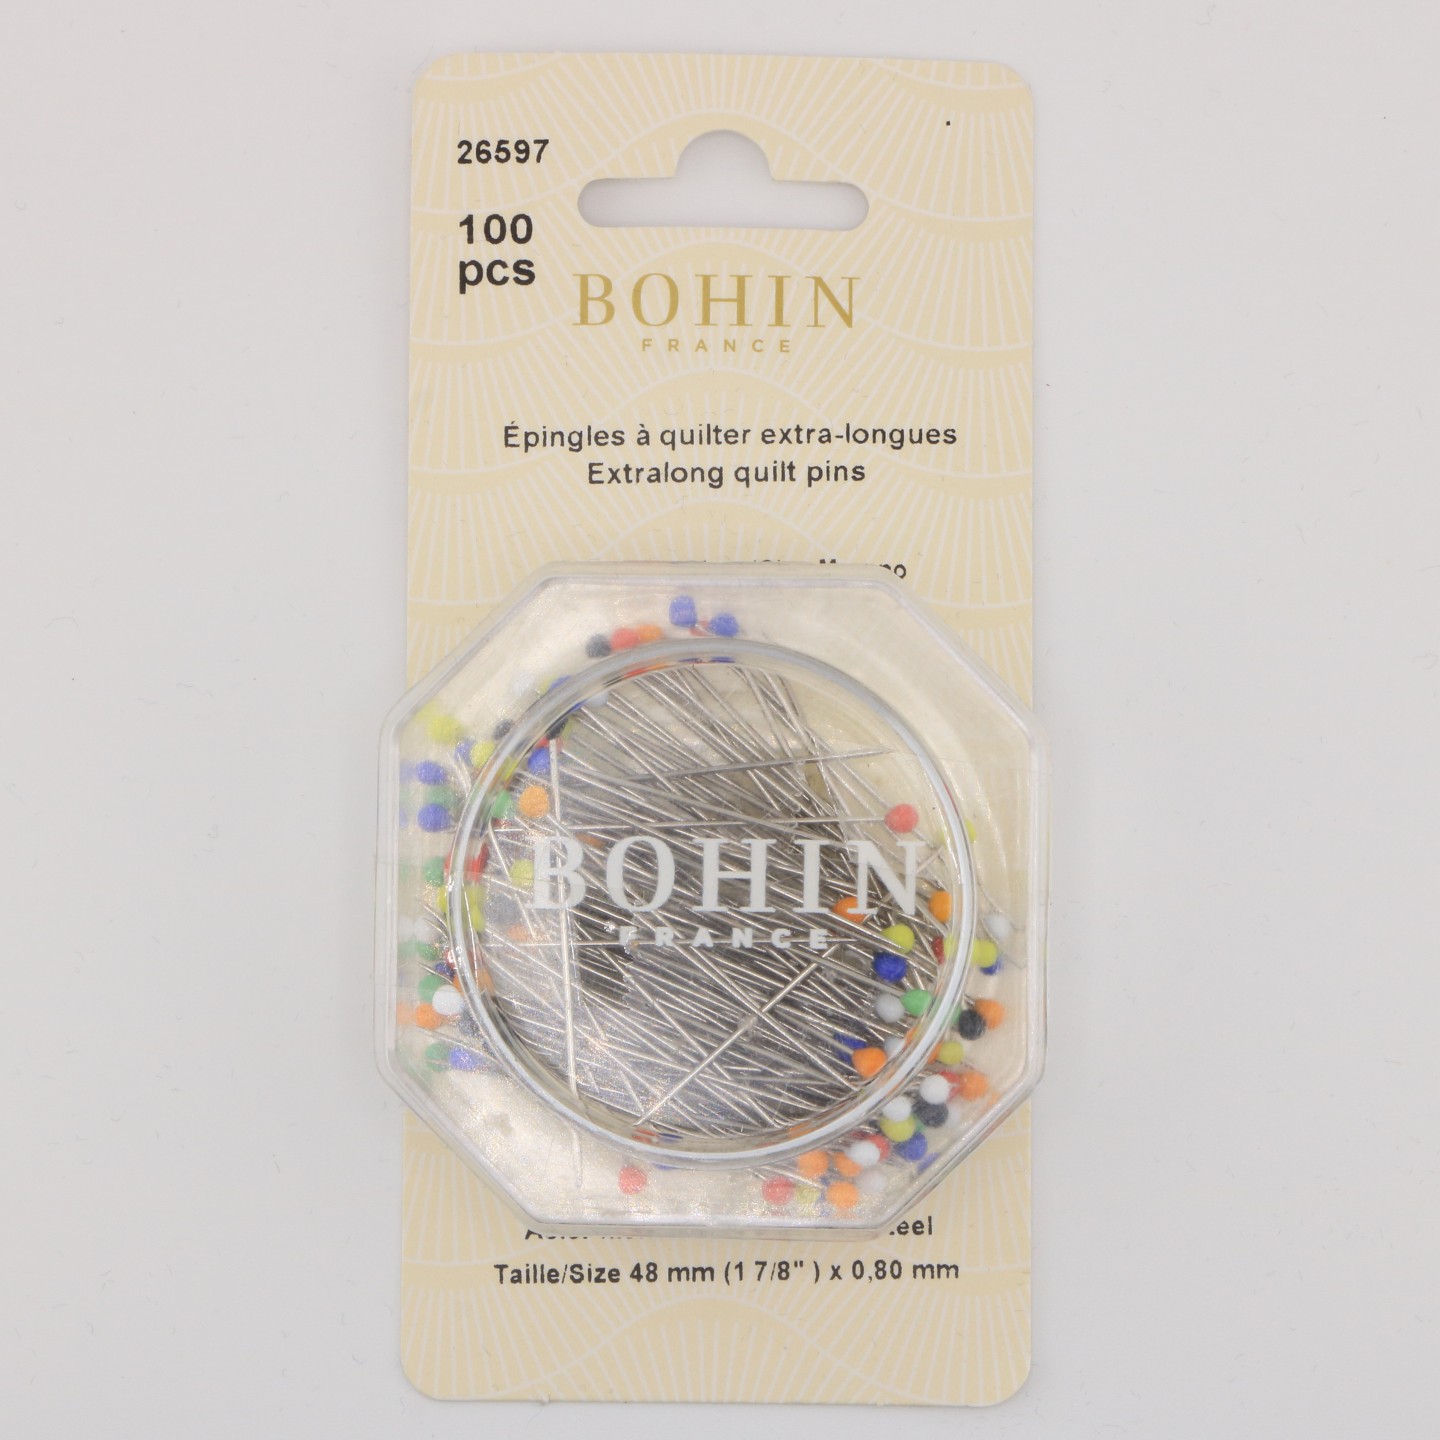 26597
100
pcs
BOHIN
FRANCE
Épingles à quilter extra-longues
Extralong quilt pins
BOHIN
FRANCE
Taille/Size 48 mm (1 7/8" ) x 0,80 mm